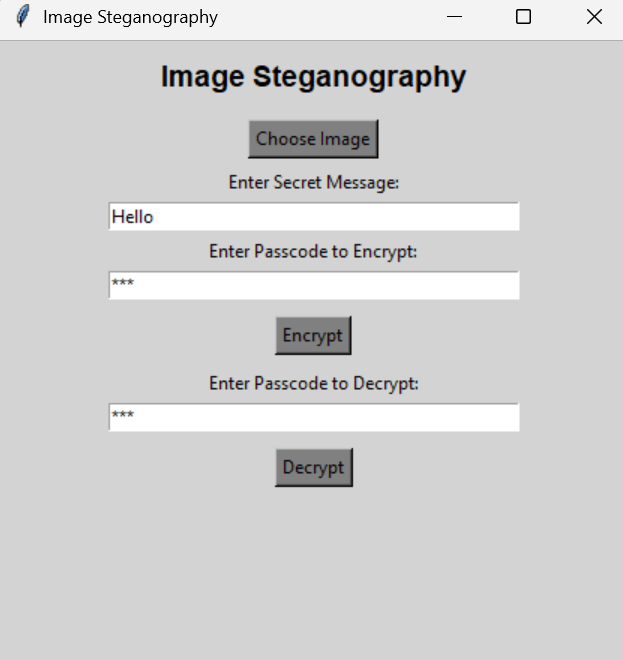 Image Steganography
Image Steganography
Choose Image
Enter Secret Message:
Hello
Enter Passcode to Encrypt:
***
Encrypt
Enter Passcode to Decrypt:
***
Decrypt